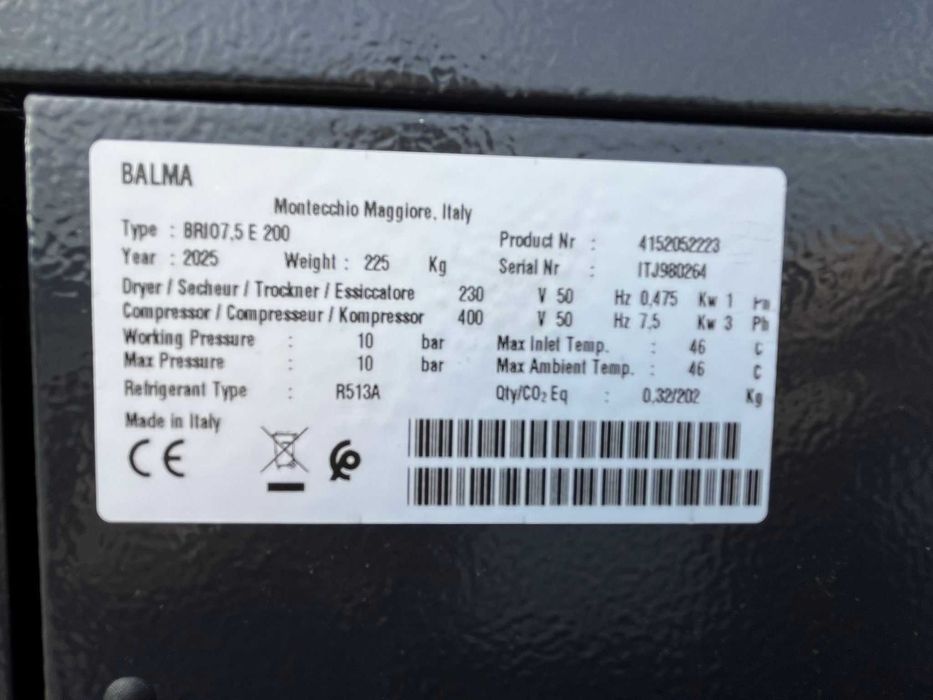 BALMA
Montecchio Maggiore, Italy
Type : BRIO7,5 E 200 Product Nr : 4152052223
Year : 2025 Weight : 225 Kg Serial Nr : ITJ980264
Dryer / Secheur / Trockner / Essiccatore 230 V 50 Hz 0,475 Kw 1 Ph
Compressor / Compresseur / Kompressor 400 V 50 Hz 7,5 Kw 3 Ph
Working Pressure : 10 bar Max Inlet Temp. : 46 C
Max Pressure : 10 bar Max Ambient Temp. : 46 C
Refrigerant Type : R513A Qty/CO₂ Eq : 0,32/202 Kg
Made in Italy
CE